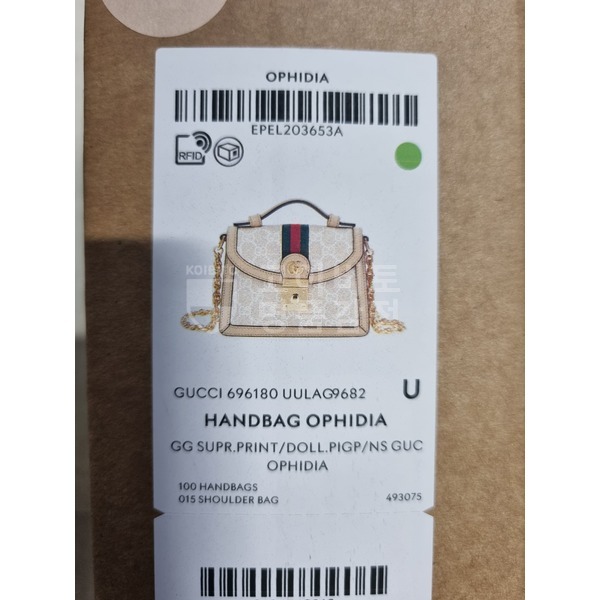 OPHIDIA
EPEL203653A
RFID
GUCCI 696180 UULAG9682 U
HANDBAG OPHIDIA
GG SUPR.PRINT/DOLL.PIGP/NS GUC
OPHIDIA
100 HANDBAGS
015 SHOULDER BAG 493075